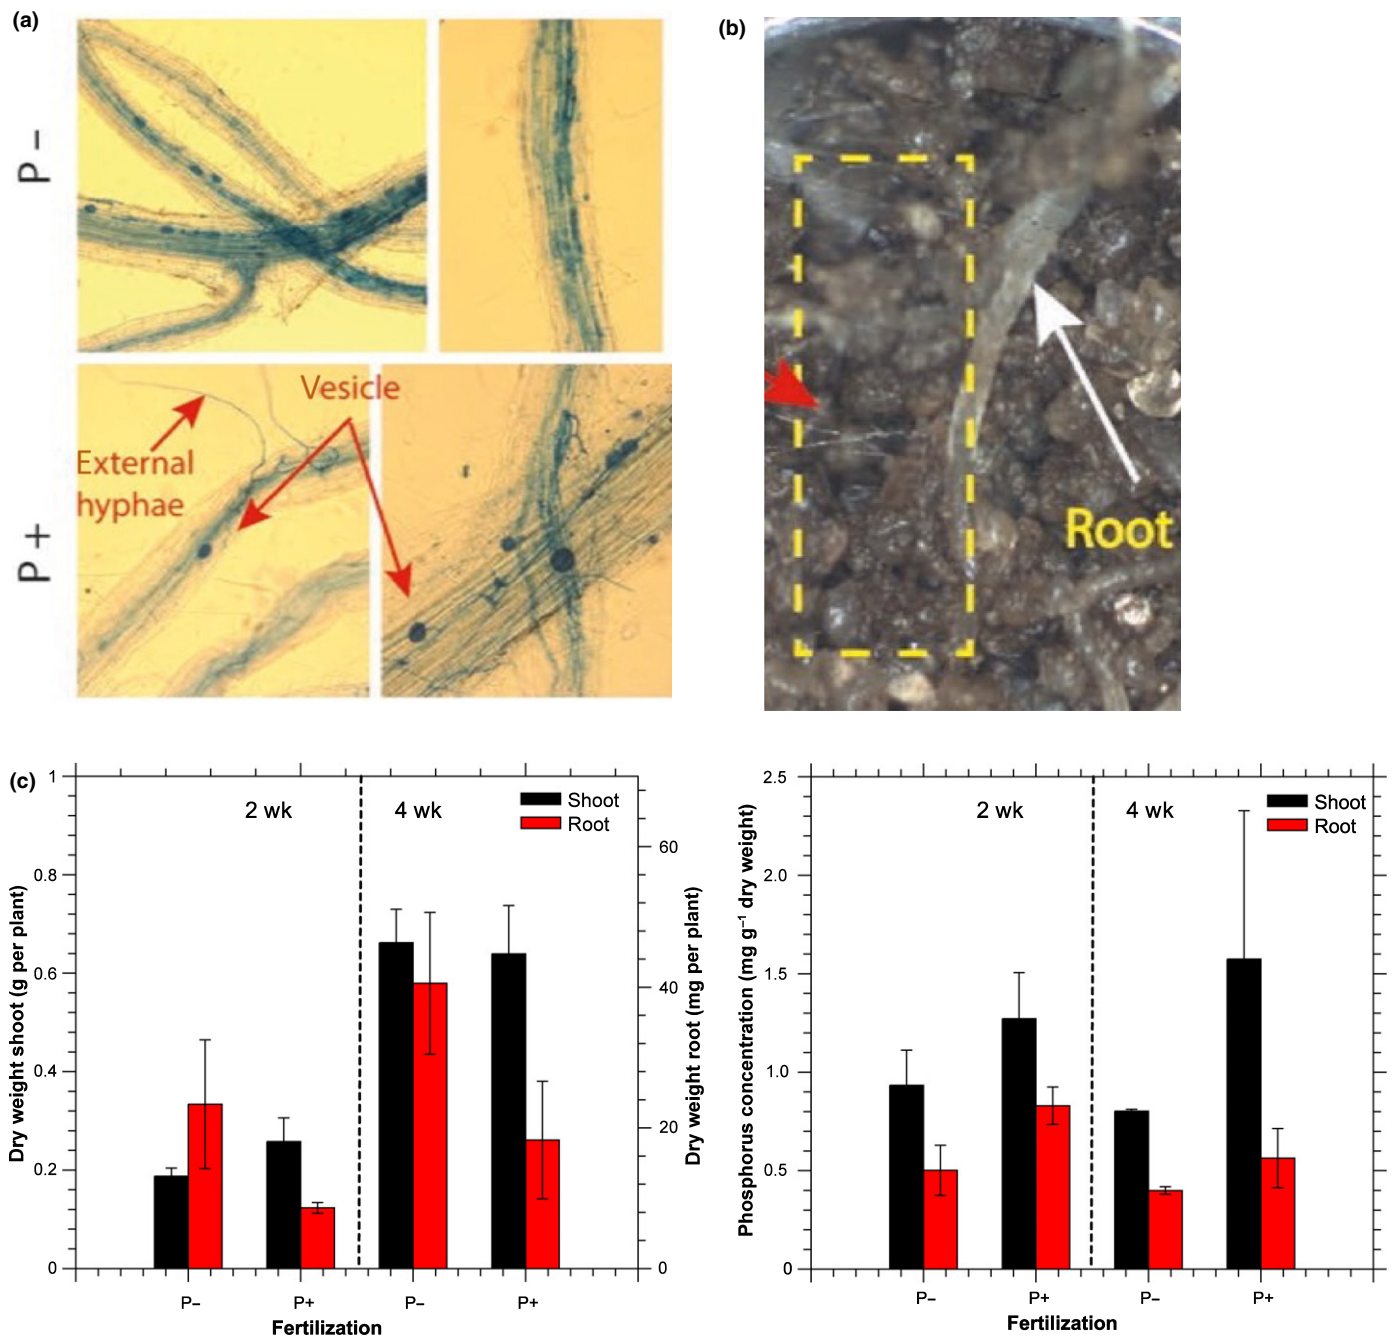 (a)
P –
Vesicle
External
hyphae
P +
(b)
Root
(c)
1
0.8
0.6
0.4
0.2
0
Dry weight shoot (g per plant)
2 wk
4 wk
Shoot
Root
60
40
20
0
Dry weight root (mg per plant)
P–
P+
P–
P+
Fertilization
2.5
2.0
1.5
1.0
0.5
0
Phosphorus concentration (mg g⁻¹ dry weight)
2 wk
4 wk
Shoot
Root
P–
P+
P–
P+
Fertilization